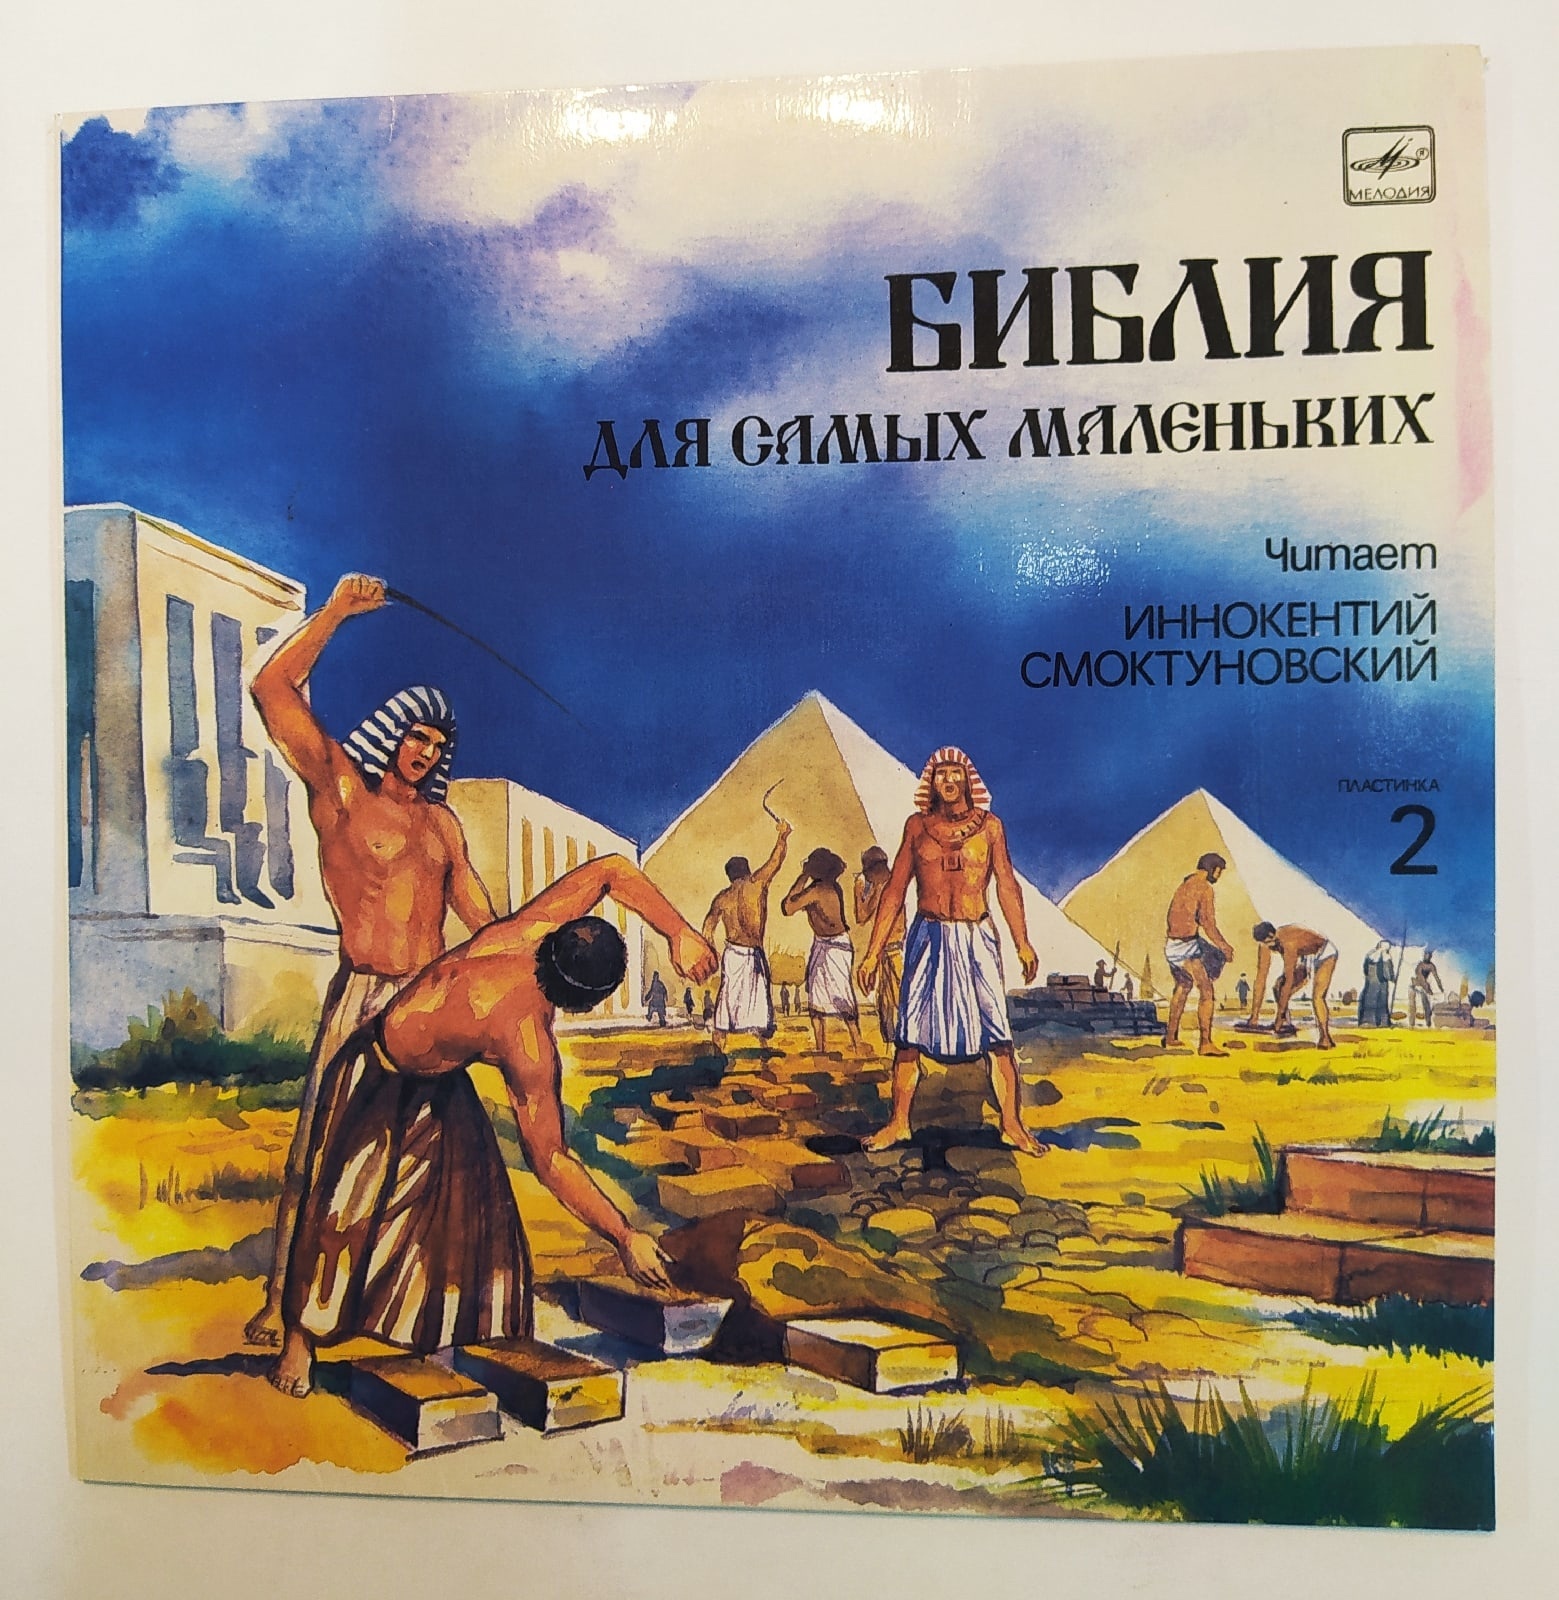 МЕЛОДИЯ
БИБЛИЯ
ДЛЯ САМЫХ МАЛЕНЬКИХ
Читает
ИННОКЕНТИЙ
СМОКТУНОВСКИЙ
ПЛАСТИНКА
2